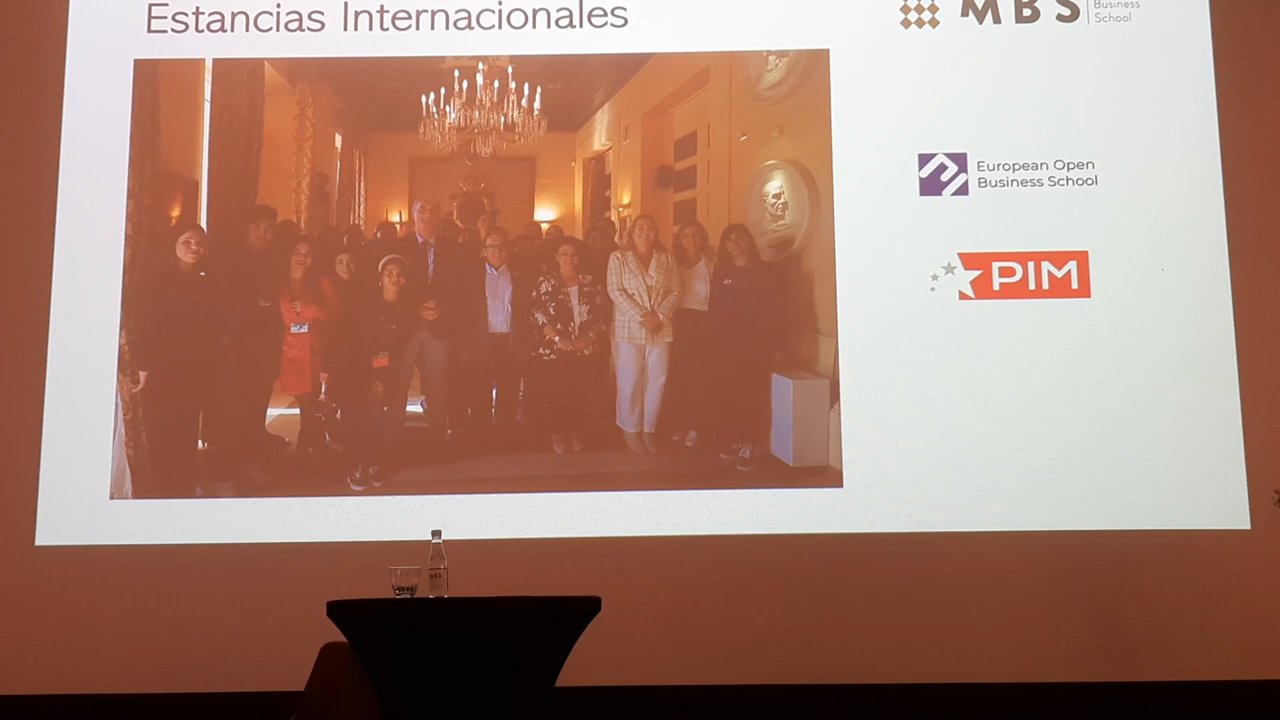 Estancias Internacionales
MBS
Business
School
European Open
Business School
PIM